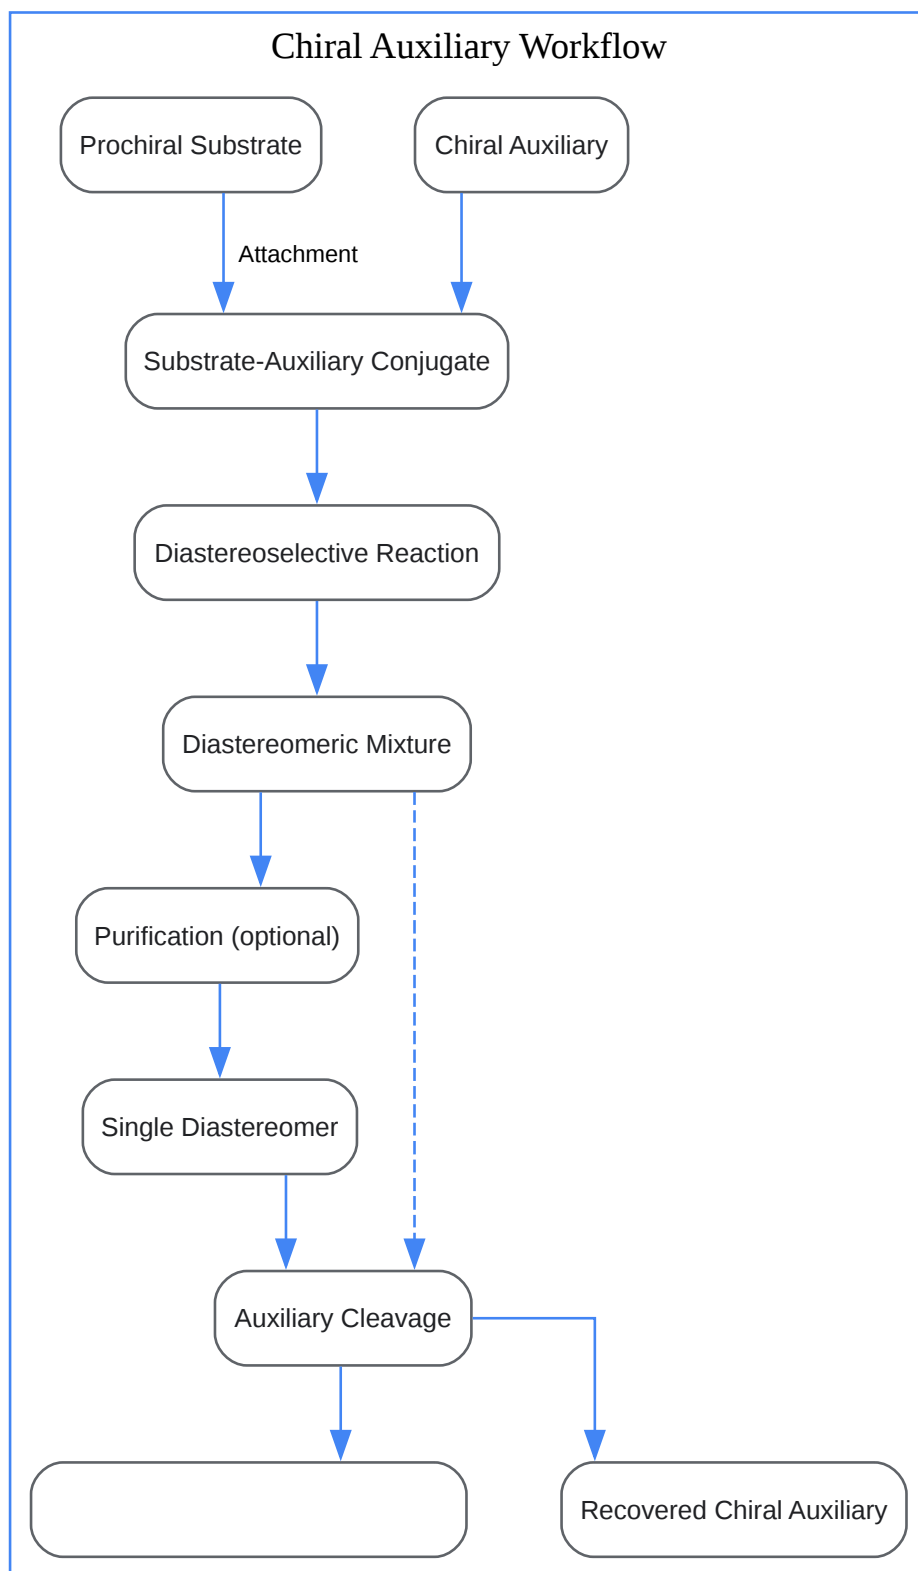 Chiral Auxiliary Workflow
Prochiral Substrate
Chiral Auxiliary
Attachment
Substrate-Auxiliary Conjugate
Diastereoselective Reaction
Diastereomeric Mixture
Purification (optional)
Single Diastereomer
Auxiliary Cleavage
Recovered Chiral Auxiliary